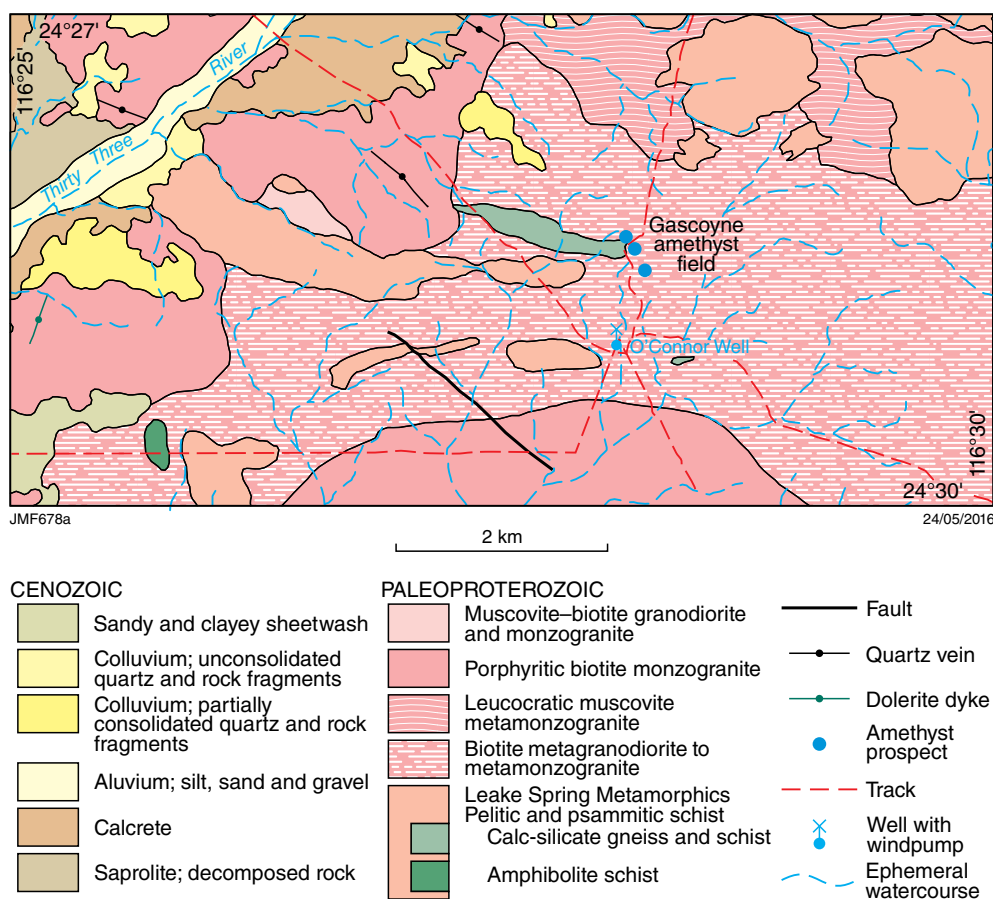 24°27'
116°25'
Thirty Three River
Gascoyne
amethyst
field
O'Connor Well
116°30'
24°30'
JMF678a
24/05/2016
2 km
CENOZOIC
Sandy and clayey sheetwash
Colluvium; unconsolidated
quartz and rock fragments
Colluvium; partially
consolidated quartz and rock
fragments
Aluvium; silt, sand and gravel
Calcrete
Saprolite; decomposed rock
PALEOPROTEROZOIC
Muscovite–biotite granodiorite
and monzogranite
Porphyritic biotite monzogranite
Leucocratic muscovite
metamonzogranite
Biotite metagranodiorite to
metamonzogranite
Leake Spring Metamorphics
Pelitic and psammitic schist
Calc-silicate gneiss and schist
Amphibolite schist
Fault
Quartz vein
Dolerite dyke
Amethyst
prospect
Track
Well with
windpump
Ephemeral
watercourse